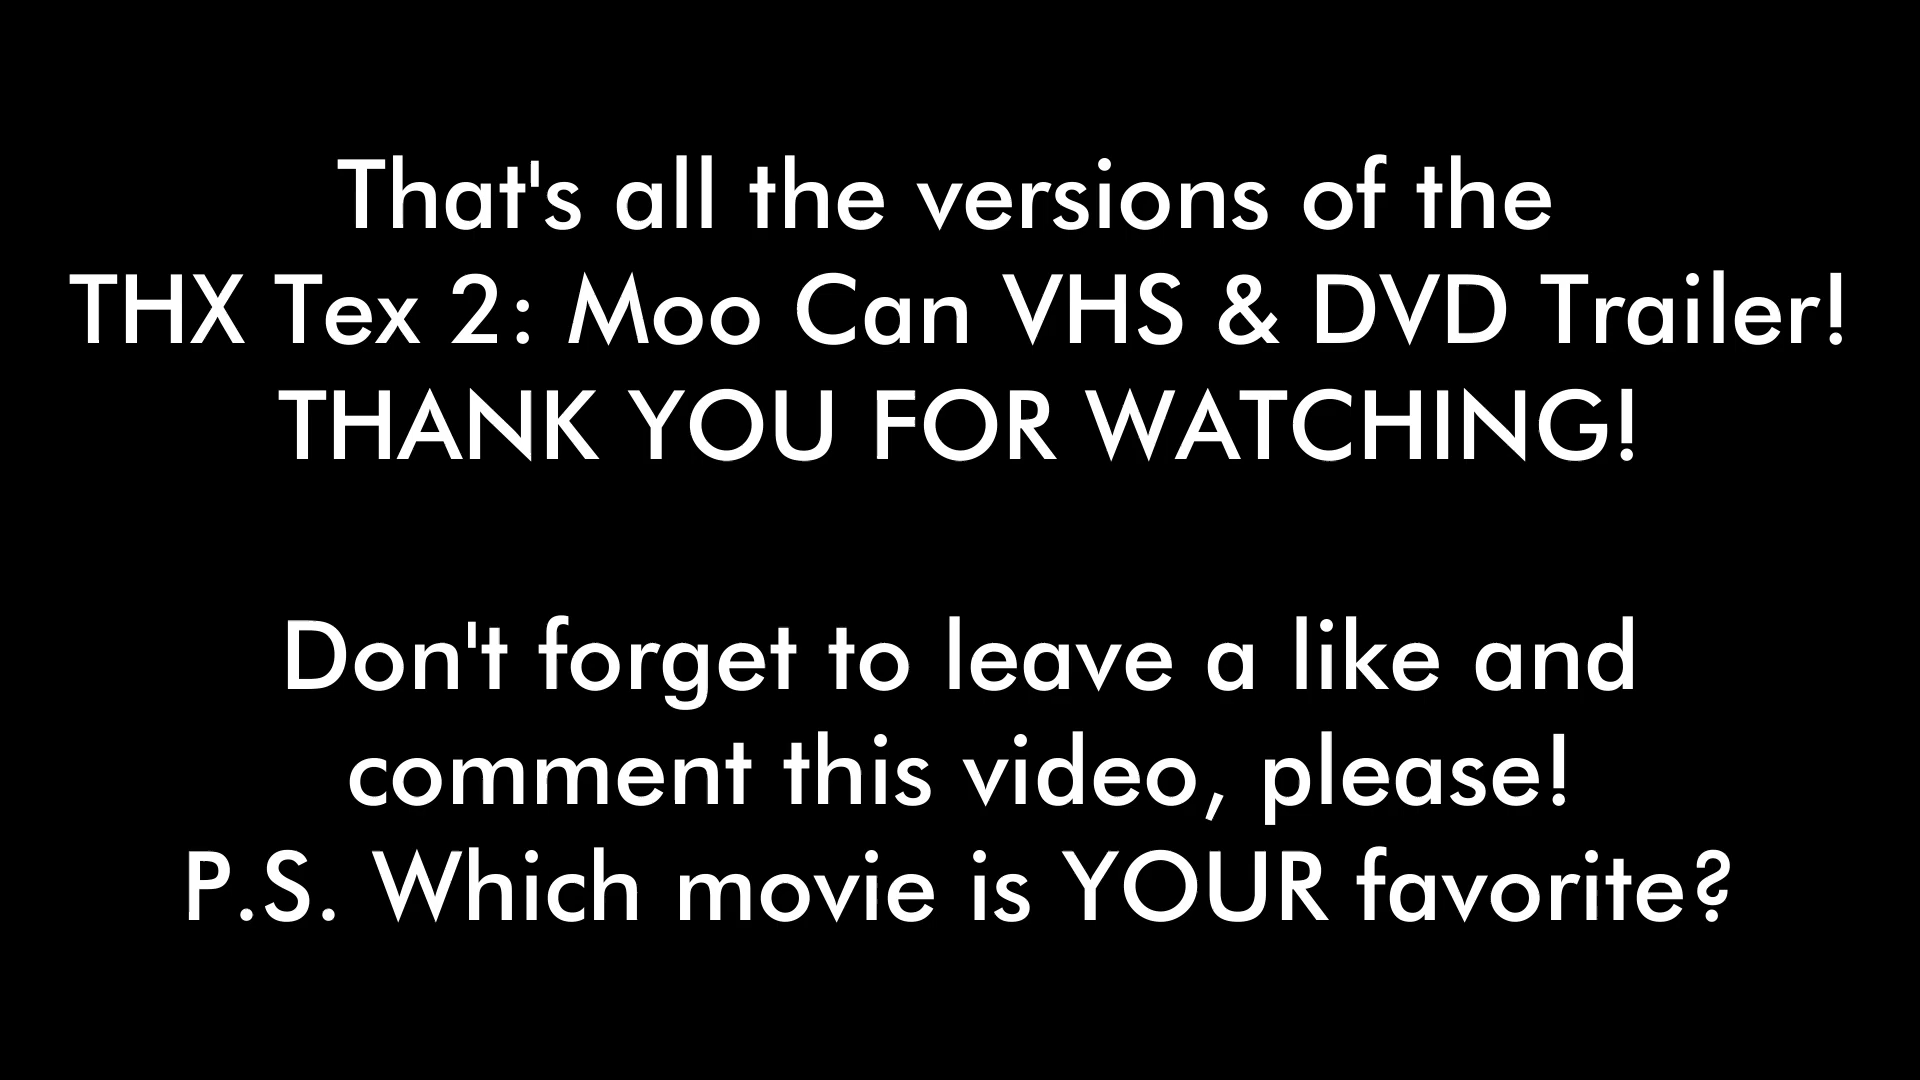 That's all the versions of the
THX Tex 2: Moo Can VHS & DVD Trailer!
THANK YOU FOR WATCHING!
Don't forget to leave a like and
comment this video, please!
P.S. Which movie is YOUR favorite?